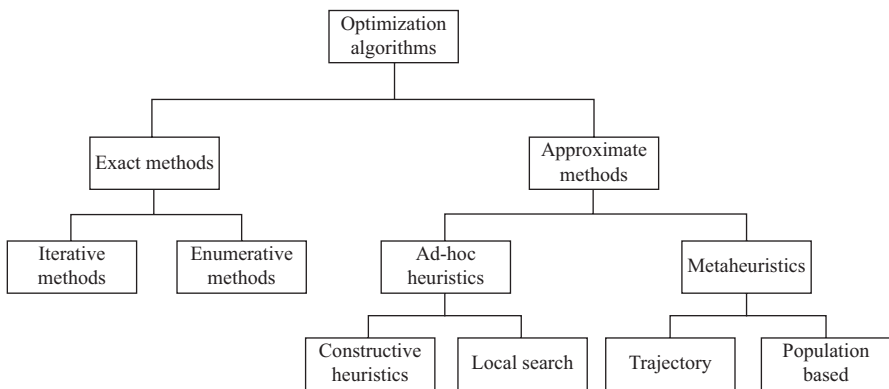 Optimization
algorithms
Exact methods
Approximate
methods
Iterative
methods
Enumerative
methods
Ad-hoc
heuristics
Metaheuristics
Constructive
heuristics
Local search
Trajectory
Population
based